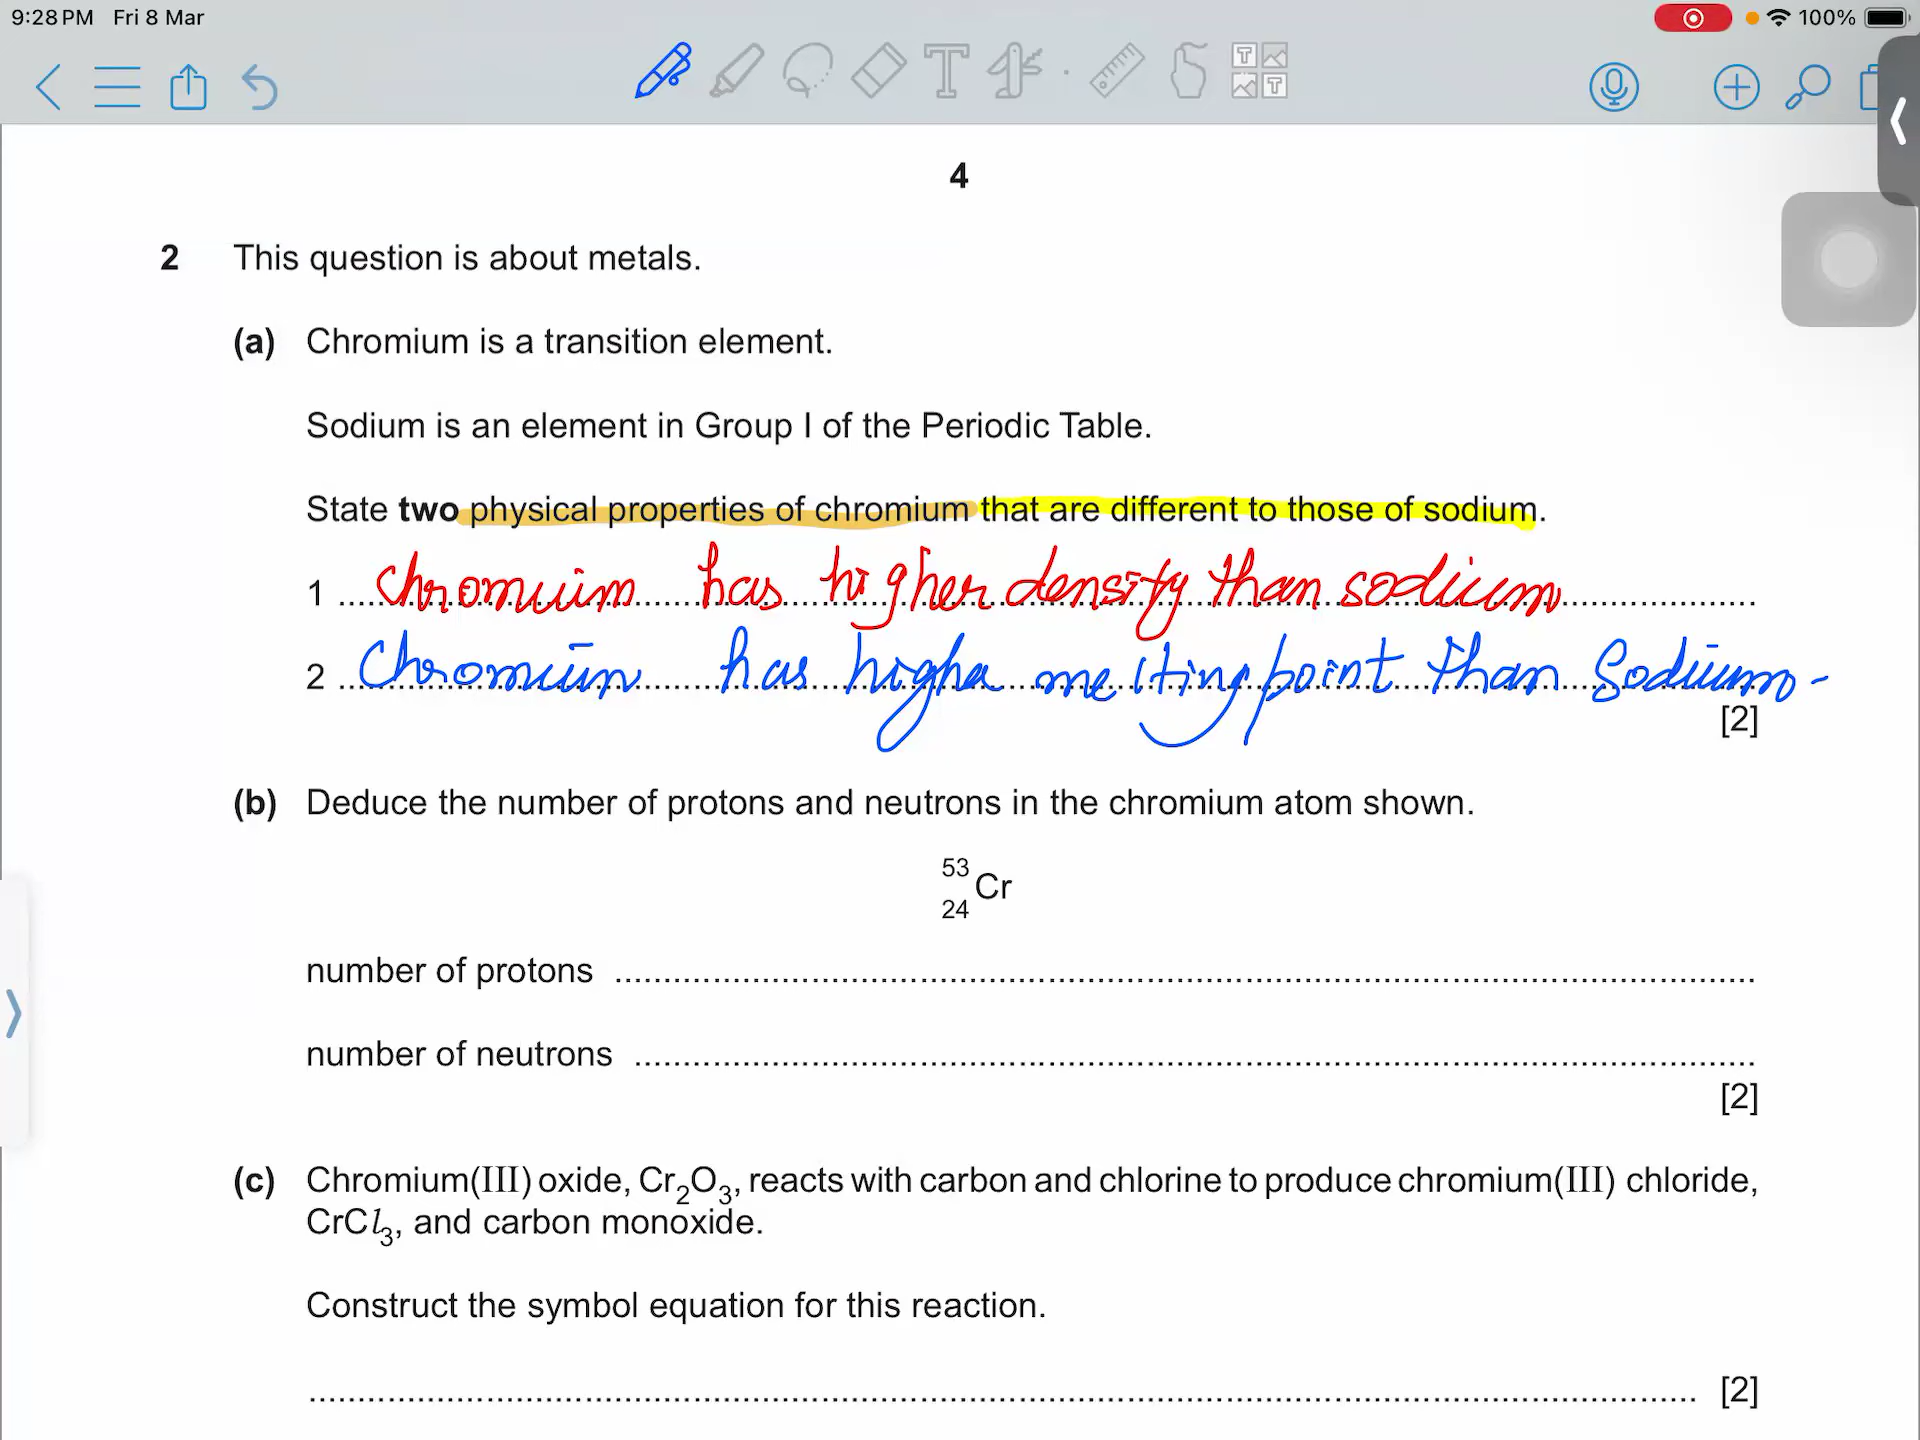 9:28 PM Fri 8 Mar 100%
4
2 This question is about metals.
(a) Chromium is a transition element.
Sodium is an element in Group I of the Periodic Table.
State two physical properties of chromium that are different to those of sodium.
1 chromium has higher density than sodium
2 Chromium has higher melting point than Sodium -
[2]
(b) Deduce the number of protons and neutrons in the chromium atom shown.
53
24 Cr
number of protons
number of neutrons
[2]
(c) Chromium(III) oxide, Cr₂O₃, reacts with carbon and chlorine to produce chromium(III) chloride,
CrCl₃, and carbon monoxide.
Construct the symbol equation for this reaction.
[2]